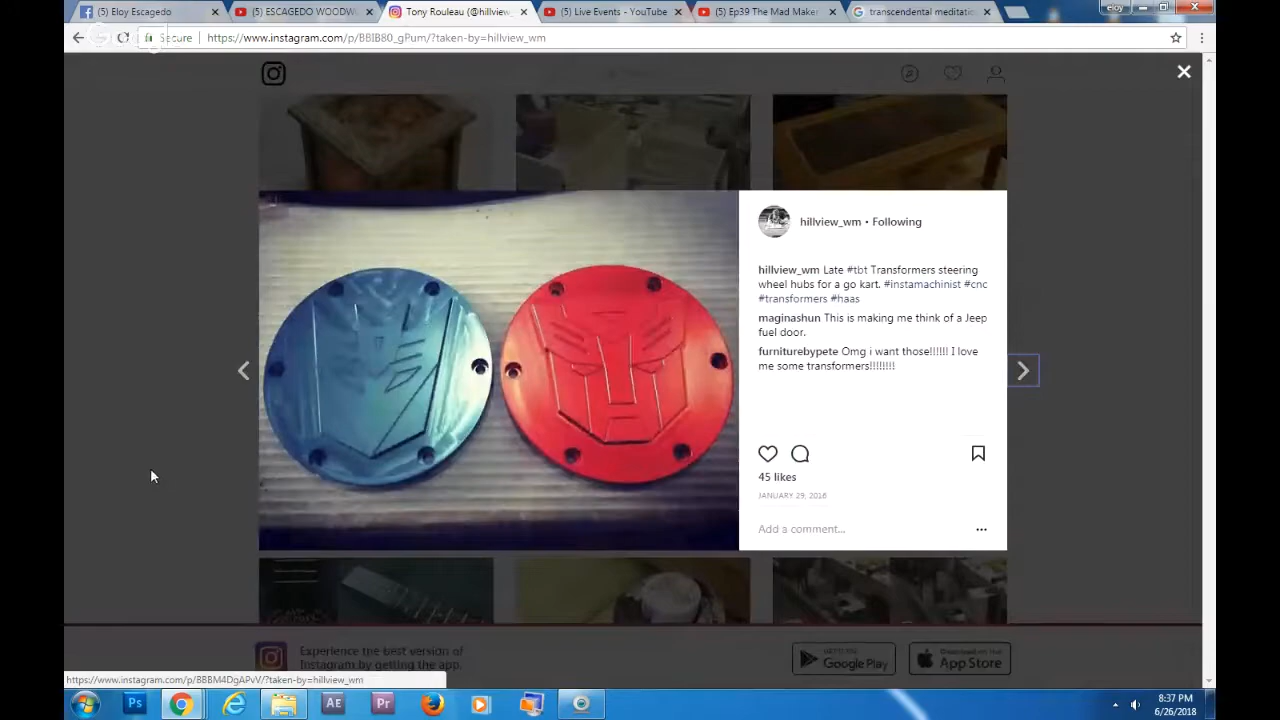 (5) Eloy Escagedo
(5) ESCAGEDO WOODW
Tony Rouleau (@hillview_
(5) Live Events - YouTube
(5) Ep39 The Mad Maker
transcendental meditati
eloy
Secure
https://www.instagram.com/p/BBIB80_gPum/?taken-by=hillview_wm
hillview_wm • Following
hillview_wm Late #tbt Transformers steering
wheel hubs for a go kart. #instamachinist #cnc
#transformers #haas
maginashun This is making me think of a Jeep
fuel door.
furniturebypete Omg i want those!!!!!! I love
me some transformers!!!!!!!!
45 likes
JANUARY 29, 2016
Add a comment...
Experience the best version of
Instagram by getting the app.
Google Play
App Store
https://www.instagram.com/p/BBBM4DgAPvV/?taken-by=hillview_wm
Ps
AE
Pr
8:37 PM
6/26/2018